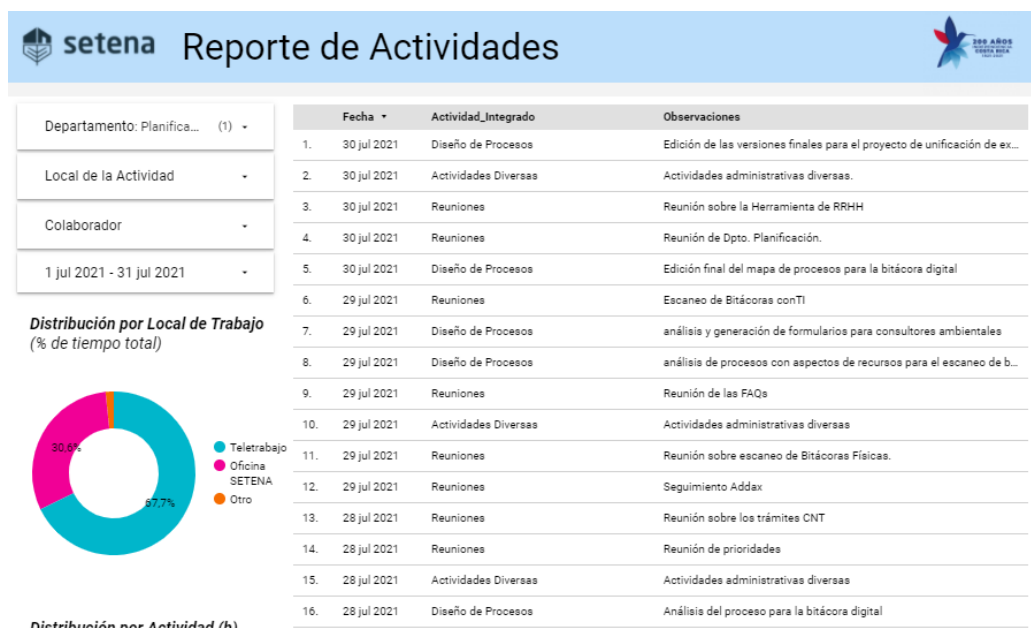 setena Reporte de Actividades
200 AÑOS
COSTA RICA
Departamento: Planifica... (1)
Local de la Actividad
Colaborador
1 jul 2021 - 31 jul 2021
Distribución por Local de Trabajo
(% de tiempo total)
30,6%
67,7%
Teletrabajo
Oficina
SETENA
Otro
Distribución por Actividad (h)
Fecha Actividad_Integrado Observaciones
1. 30 jul 2021 Diseño de Procesos Edición de las versiones finales para el proyecto de unificación de ex...
2. 30 jul 2021 Actividades Diversas Actividades administrativas diversas.
3. 30 jul 2021 Reuniones Reunión sobre la Herramienta de RRHH
4. 30 jul 2021 Reuniones Reunión de Dpto. Planificación.
5. 30 jul 2021 Diseño de Procesos Edición final del mapa de procesos para la bitácora digital
6. 29 jul 2021 Reuniones Escaneo de Bitácoras conTI
7. 29 jul 2021 Diseño de Procesos análisis y generación de formularios para consultores ambientales
8. 29 jul 2021 Diseño de Procesos análisis de procesos con aspectos de recursos para el escaneo de b...
9. 29 jul 2021 Reuniones Reunión de las FAQs
10. 29 jul 2021 Actividades Diversas Actividades administrativas diversas
11. 29 jul 2021 Reuniones Reunión sobre escaneo de Bitácoras Físicas.
12. 29 jul 2021 Reuniones Seguimiento Addax
13. 28 jul 2021 Reuniones Reunión sobre los trámites CNT
14. 28 jul 2021 Reuniones Reunión de prioridades
15. 28 jul 2021 Actividades Diversas Actividades administrativas diversas
16. 28 jul 2021 Diseño de Procesos Análisis del proceso para la bitácora digital